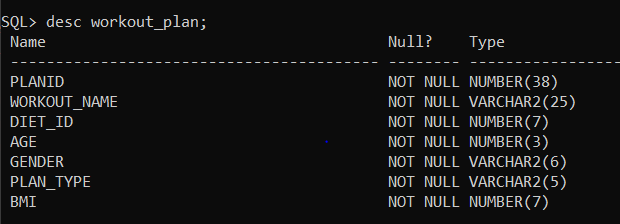 SQL> desc workout_plan;
Name Null? Type
----------------------------------------- -------- -----------------
PLANID NOT NULL NUMBER(38)
WORKOUT_NAME NOT NULL VARCHAR2(25)
DIET_ID NOT NULL NUMBER(7)
AGE NOT NULL NUMBER(3)
GENDER NOT NULL VARCHAR2(6)
PLAN_TYPE NOT NULL VARCHAR2(5)
BMI NOT NULL NUMBER(7)